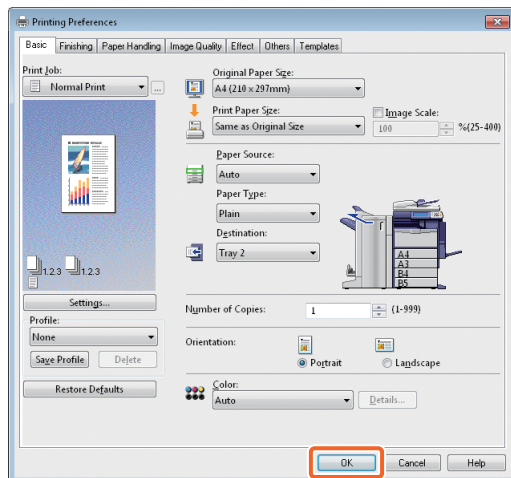 Printing Preferences
Basic Finishing Paper Handling Image Quality Effect Others Templates
Print Job:
Normal Print ...
1.2.3 1.2.3
Settings...
Profile:
None
Save Profile Delete
Restore Defaults
Original Paper Size:
A4 (210 x 297mm)
Print Paper Size:
Same as Original Size
Image Scale:
100 %(25-400)
Paper Source:
Auto
Paper Type:
Plain
Destination:
Tray 2
A4
A3
B4
B5
Number of Copies: 1 (1-999)
Orientation:
Portrait Landscape
Color:
Auto Details...
OK Cancel Help